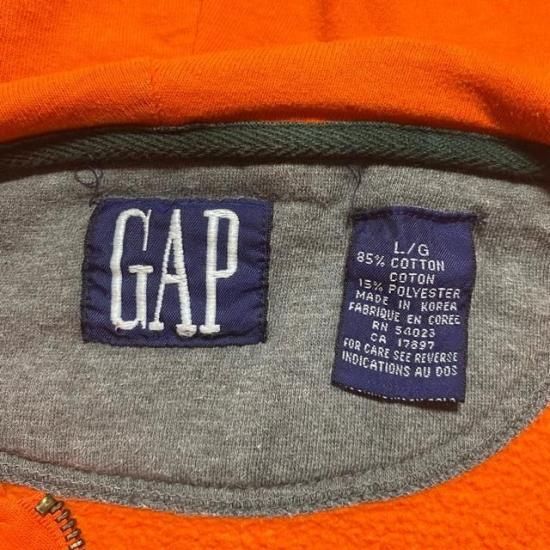 GAP
L/G
85% COTTON
COTON
15% POLYESTER
MADE IN KOREA
FABRIQUE EN COREE
RN 54023
CA 17897
FOR CARE SEE REVERSE
INDICATIONS AU DOS